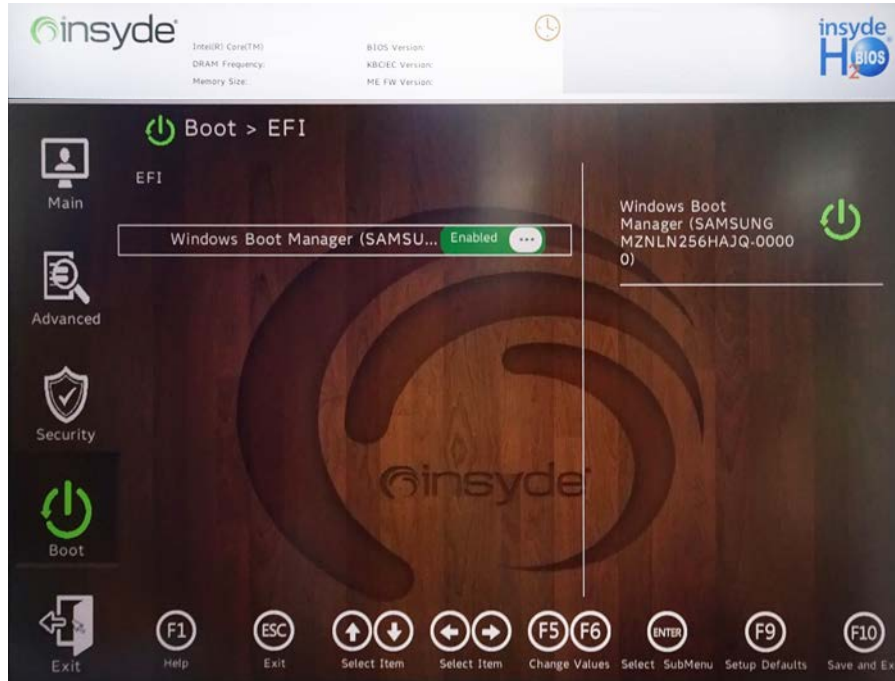 insyde
Intel(R) Core(TM)
DRAM Frequency:
Memory Size:
BIOS Version:
KBC/EC Version:
ME FW Version:
insyde
H2O BIOS
Boot > EFI
EFI
Main
Advanced
Security
Boot
Exit
Windows Boot Manager (SAMSU... Enabled
Windows Boot
Manager (SAMSUNG
MZNLN256HAJQ-0000
0)
insyde
F1
Help
ESC
Exit
Select Item
Select Item
F5 F6
Change Values
ENTER
Select SubMenu
F9
Setup Defaults
F10
Save and Ex